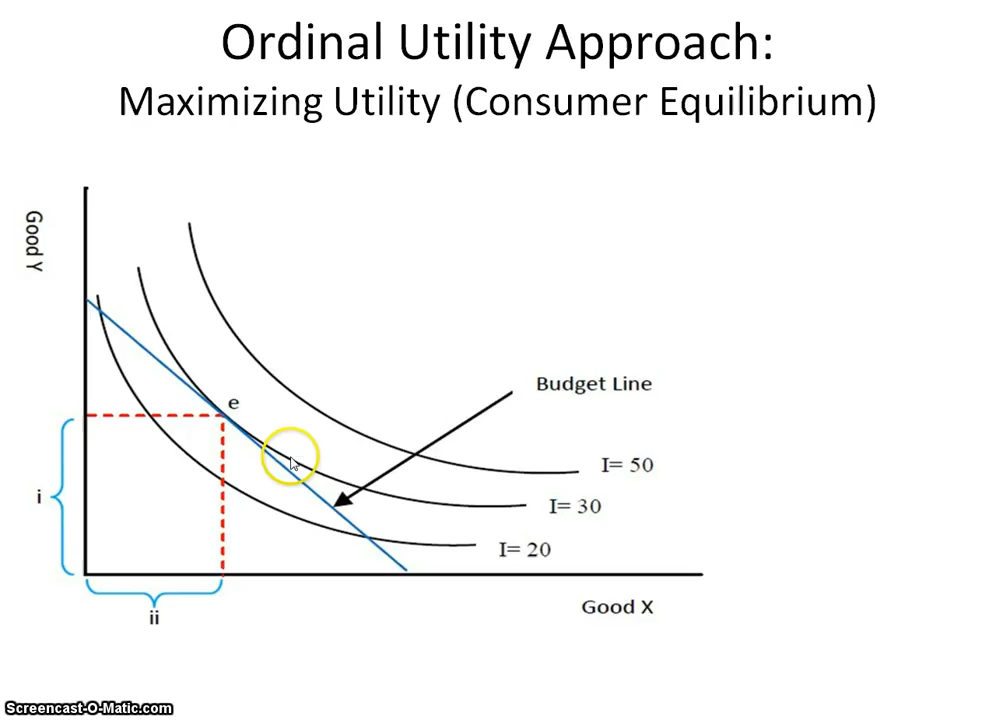 Ordinal Utility Approach:
Maximizing Utility (Consumer Equilibrium)
Good Y
Budget Line
e
I= 50
i
I= 30
I= 20
Good X
ii
Screencast-O-Matic.com